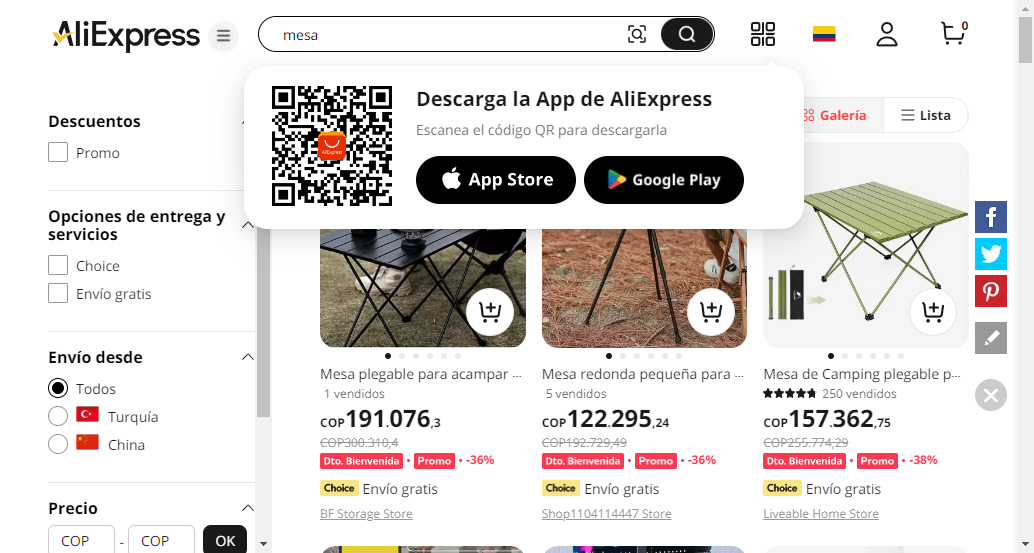 AliExpress
mesa
0
Descarga la App de AliExpress
Escanea el código QR para descargarla
App Store
Google Play
AliExpress
Galería
Lista
Descuentos
Promo
Opciones de entrega y
servicios
Choice
Envío gratis
Envío desde
Todos
Turquía
China
Precio
COP - COP OK
Mesa plegable para acampar ...
1 vendidos
COP191.076,3
COP300.310,4
Dto. Bienvenida • Promo • -36%
Choice Envío gratis
BF Storage Store
Mesa redonda pequeña para ...
5 vendidos
COP122.295,24
COP192.729,49
Dto. Bienvenida • Promo • -36%
Choice Envío gratis
Shop1104114447 Store
Mesa de Camping plegable p...
250 vendidos
COP157.362,75
COP255.774,29
Dto. Bienvenida • Promo • -38%
Choice Envío gratis
Liveable Home Store